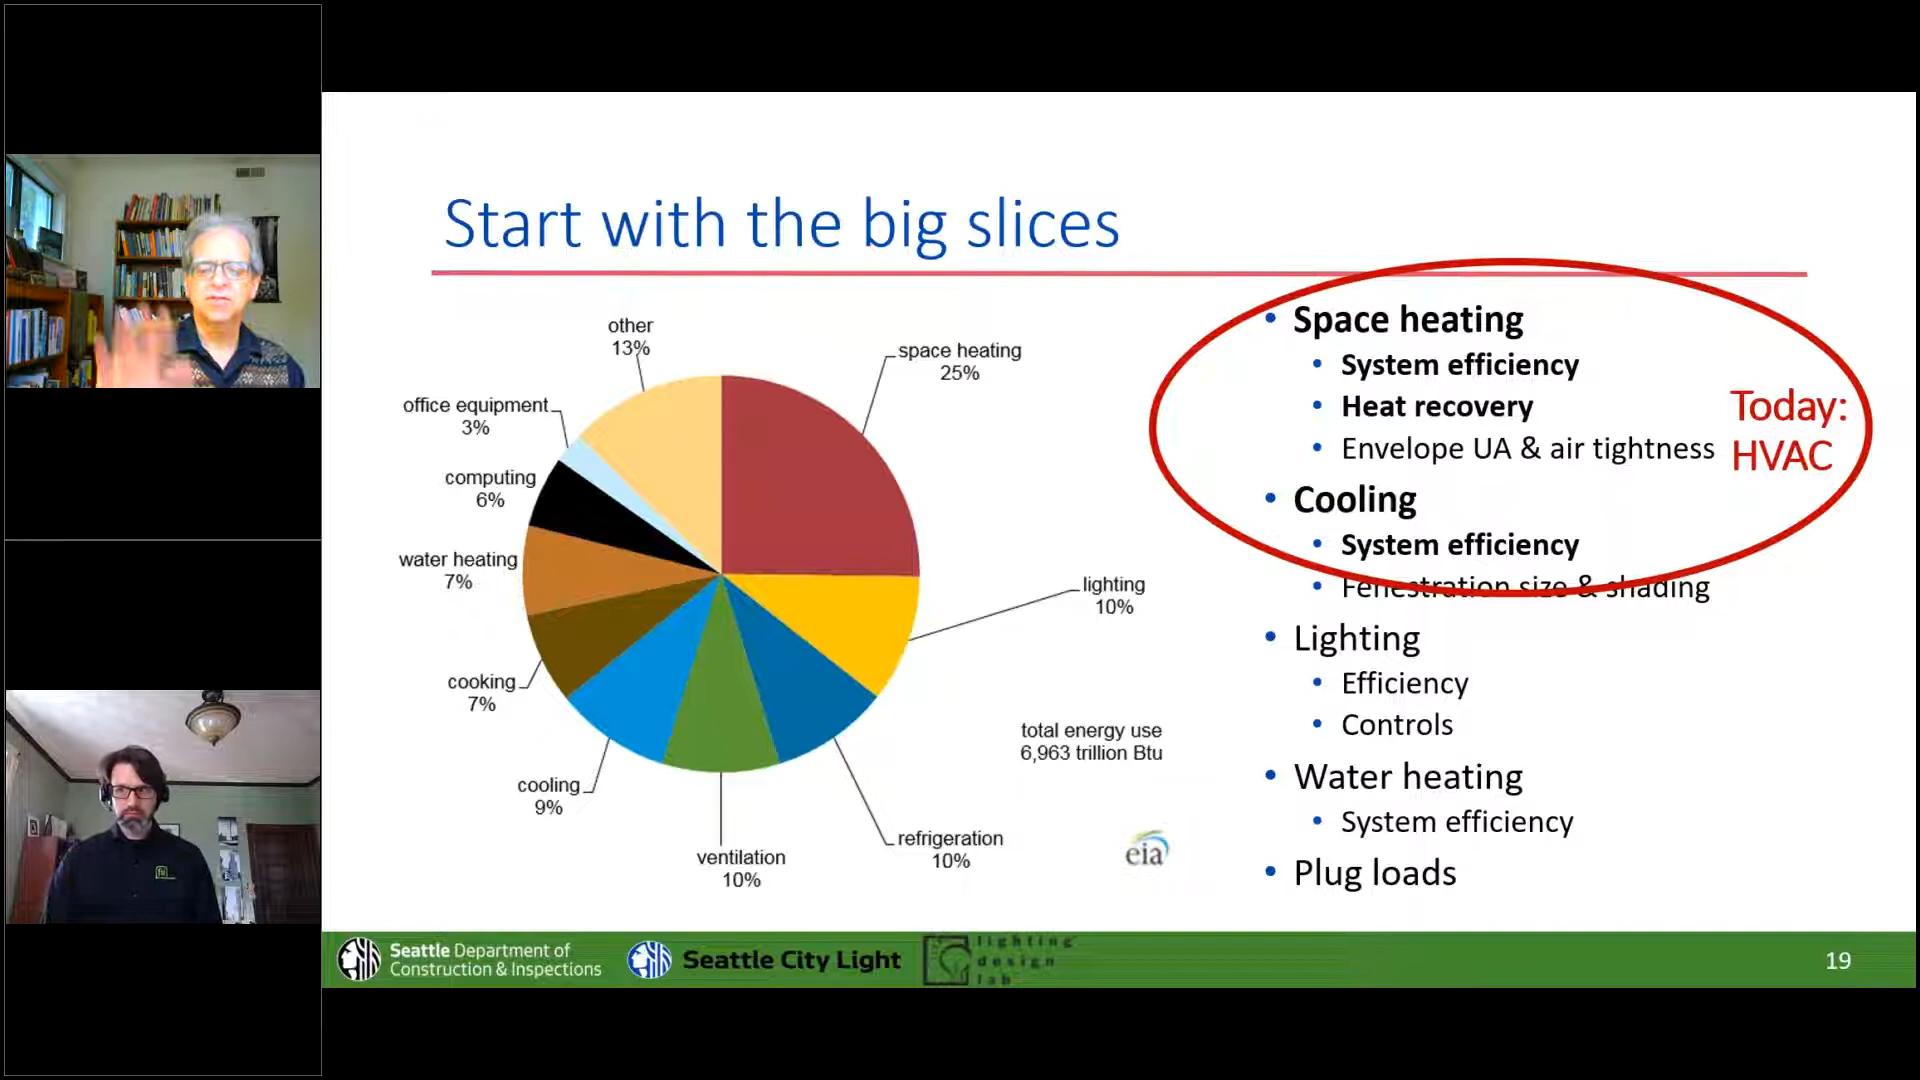 Start with the big slices
other
13%
space heating
25%
office equipment
3%
computing
6%
water heating
7%
lighting
10%
cooking
7%
total energy use
6,963 trillion Btu
cooling
9%
refrigeration
10%
ventilation
10%
eia
• Space heating
• System efficiency
• Heat recovery
• Envelope UA & air tightness
Today:
HVAC
• Cooling
• System efficiency
• Fenestration size & shading
• Lighting
• Efficiency
• Controls
• Water heating
• System efficiency
• Plug loads
Seattle Department of
Construction & Inspections
Seattle City Light
lighting
design
lab
19